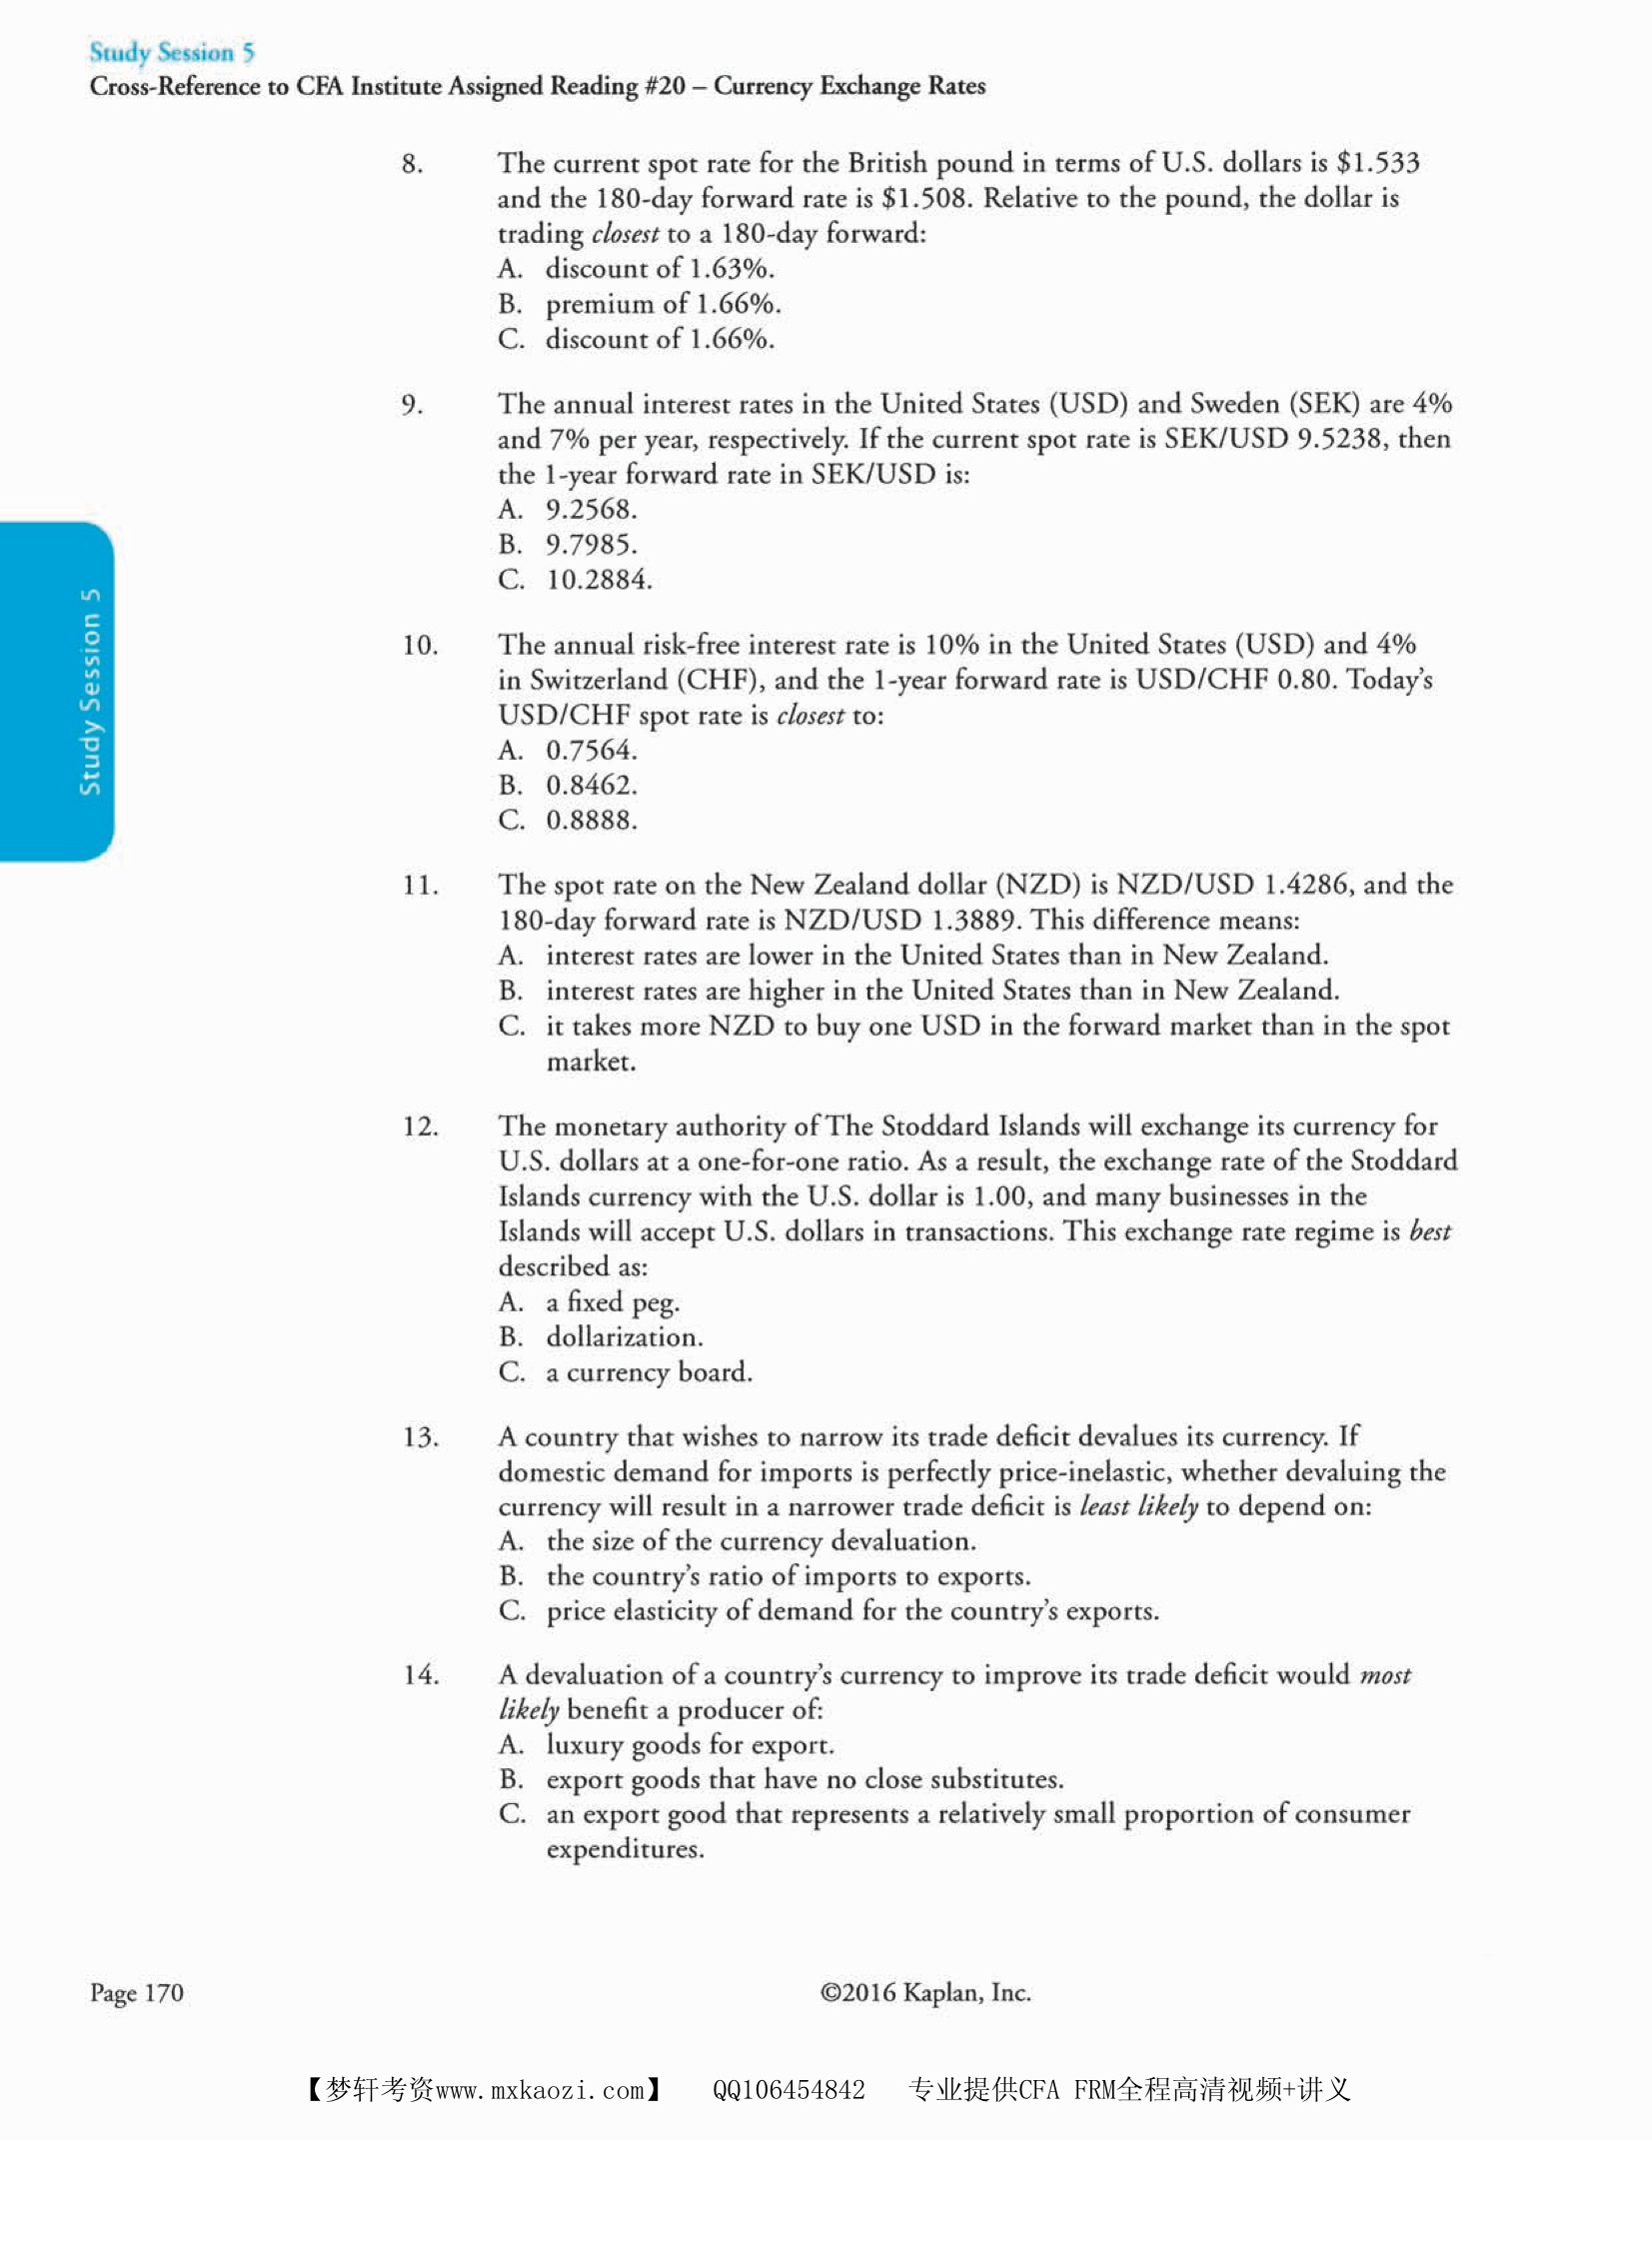 Study Session 5
Cross-Reference to CFA Institute Assigned Reading #20 – Currency Exchange Rates
8. The current spot rate for the British pound in terms of U.S. dollars is $1.533
and the 180-day forward rate is $1.508. Relative to the pound, the dollar is
trading closest to a 180-day forward:
A. discount of 1.63%.
B. premium of 1.66%.
C. discount of 1.66%.
9. The annual interest rates in the United States (USD) and Sweden (SEK) are 4%
and 7% per year, respectively. If the current spot rate is SEK/USD 9.5238, then
the 1-year forward rate in SEK/USD is:
A. 9.2568.
B. 9.7985.
C. 10.2884.
Study Session 5
10. The annual risk-free interest rate is 10% in the United States (USD) and 4%
in Switzerland (CHF), and the 1-year forward rate is USD/CHF 0.80. Today's
USD/CHF spot rate is closest to:
A. 0.7564.
B. 0.8462.
C. 0.8888.
11. The spot rate on the New Zealand dollar (NZD) is NZD/USD 1.4286, and the
180-day forward rate is NZD/USD 1.3889. This difference means:
A. interest rates are lower in the United States than in New Zealand.
B. interest rates are higher in the United States than in New Zealand.
C. it takes more NZD to buy one USD in the forward market than in the spot
market.
12. The monetary authority of The Stoddard Islands will exchange its currency for
U.S. dollars at a one-for-one ratio. As a result, the exchange rate of the Stoddard
Islands currency with the U.S. dollar is 1.00, and many businesses in the
Islands will accept U.S. dollars in transactions. This exchange rate regime is best
described as:
A. a fixed peg.
B. dollarization.
C. a currency board.
13. A country that wishes to narrow its trade deficit devalues its currency. If
domestic demand for imports is perfectly price-inelastic, whether devaluing the
currency will result in a narrower trade deficit is least likely to depend on:
A. the size of the currency devaluation.
B. the country's ratio of imports to exports.
C. price elasticity of demand for the country's exports.
14. A devaluation of a country's currency to improve its trade deficit would most
likely benefit a producer of:
A. luxury goods for export.
B. export goods that have no close substitutes.
C. an export good that represents a relatively small proportion of consumer
expenditures.
Page 170 ©2016 Kaplan, Inc.
【梦轩考资www.mxkaozi.com】 QQ106454842 专业提供CFA FRM全程高清视频+讲义